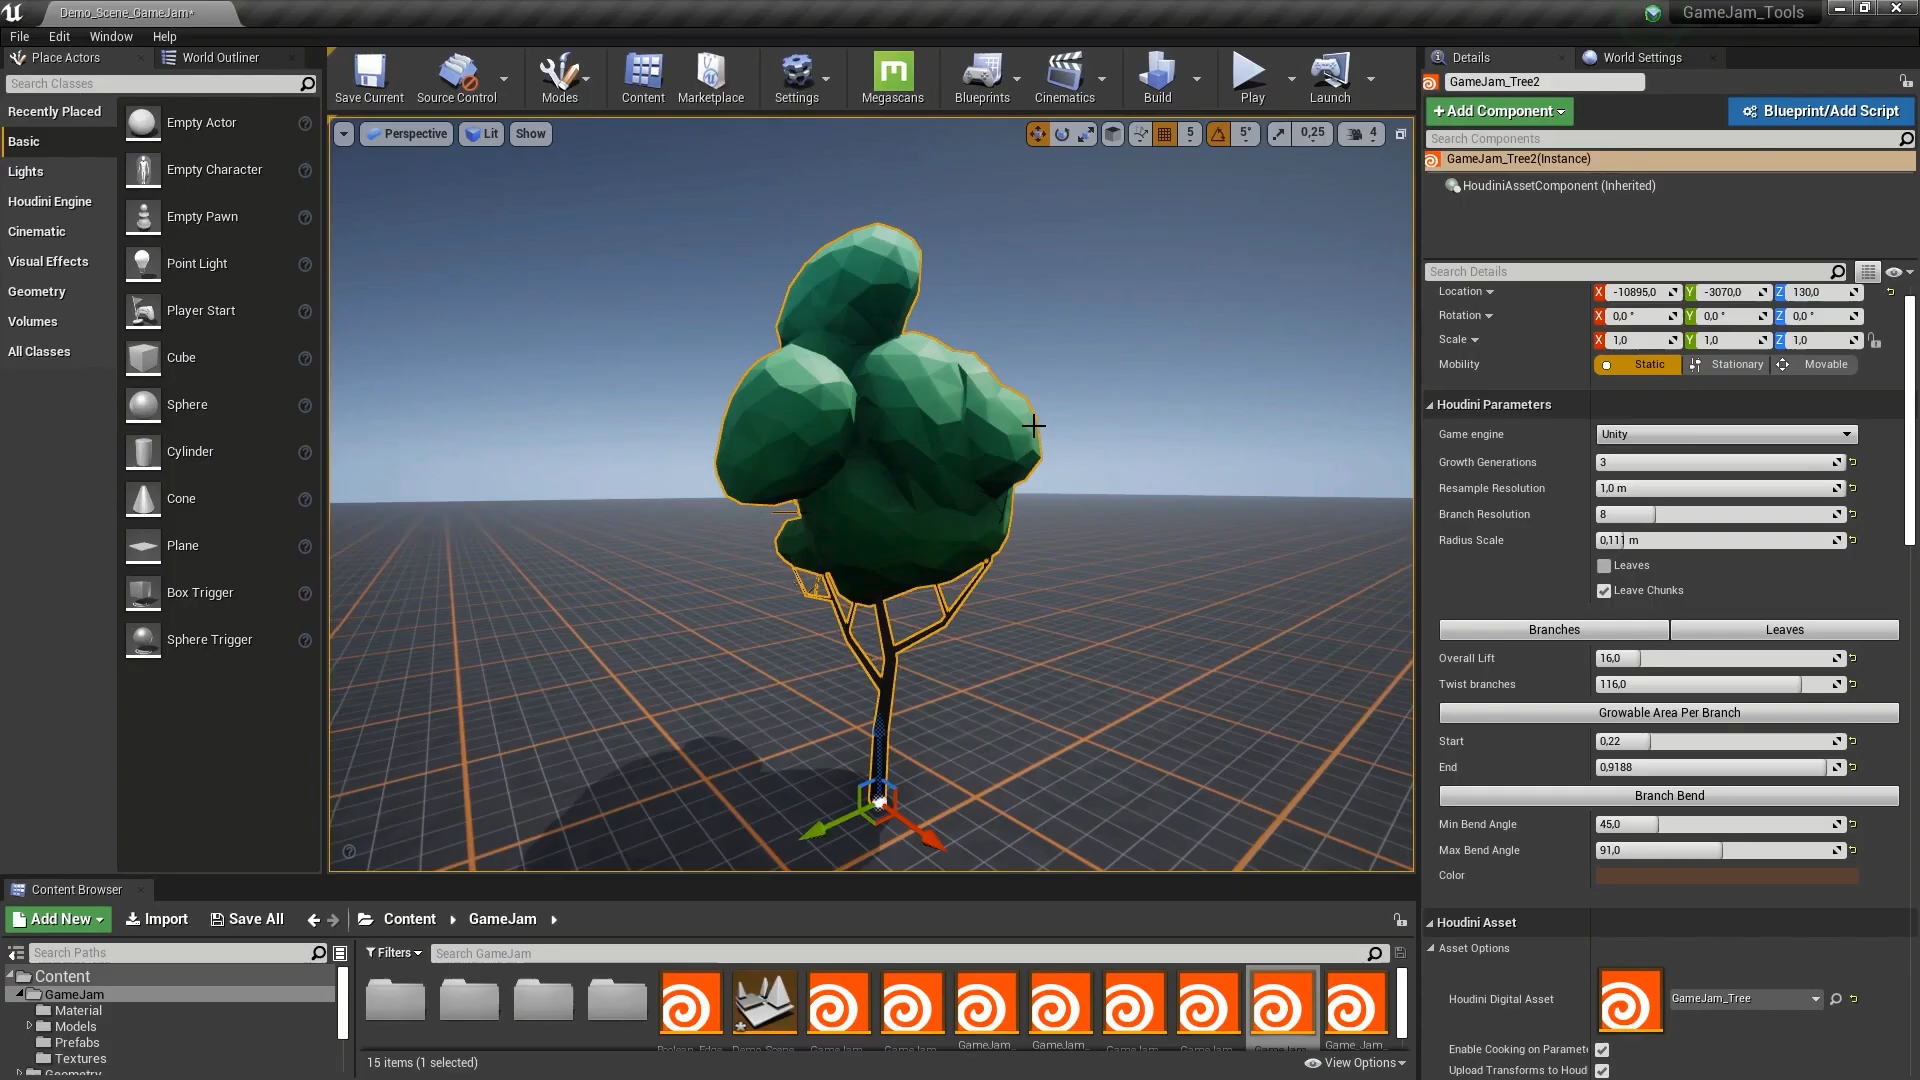 Demo_Scene_GameJam*
GameJam_Tools
File Edit Window Help
Place Actors
World Outliner
Search Classes
Recently Placed
Basic
Lights
Houdini Engine
Cinematic
Visual Effects
Geometry
Volumes
All Classes
Empty Actor
Empty Character
Empty Pawn
Point Light
Player Start
Cube
Sphere
Cylinder
Cone
Plane
Box Trigger
Sphere Trigger
Save Current
Source Control
Modes
Content
Marketplace
Settings
Megascans
Blueprints
Cinematics
Build
Play
Launch
Perspective
Lit
Show
5
5°
0,25
4
Details
World Settings
GameJam_Tree2
+Add Component
Blueprint/Add Script
Search Components
GameJam_Tree2(Instance)
HoudiniAssetComponent (Inherited)
Search Details
Location X -10895,0 Y -3070,0 Z 130,0
Rotation X 0,0 ° Y 0,0 ° Z 0,0 °
Scale X 1,0 Y 1,0 Z 1,0
Mobility Static Stationary Movable
Houdini Parameters
Game engine Unity
Growth Generations 3
Resample Resolution 1,0 m
Branch Resolution 8
Radius Scale 0,111 m
Leaves
Leave Chunks
Branches Leaves
Overall Lift 16,0
Twist branches 116,0
Growable Area Per Branch
Start 0,22
End 0,9188
Branch Bend
Min Bend Angle 45,0
Max Bend Angle 91,0
Color
Houdini Asset
Asset Options
Houdini Digital Asset GameJam_Tree
Enable Cooking on Paramete
Upload Transforms to Houd
Content Browser
Add New Import Save All Content GameJam
Search Paths
Filters
Search GameJam
Content
GameJam
Material
Models
Prefabs
Textures
Geometry
GameJam_ GameJam_ Game_Jam_
15 items (1 selected)
View Options